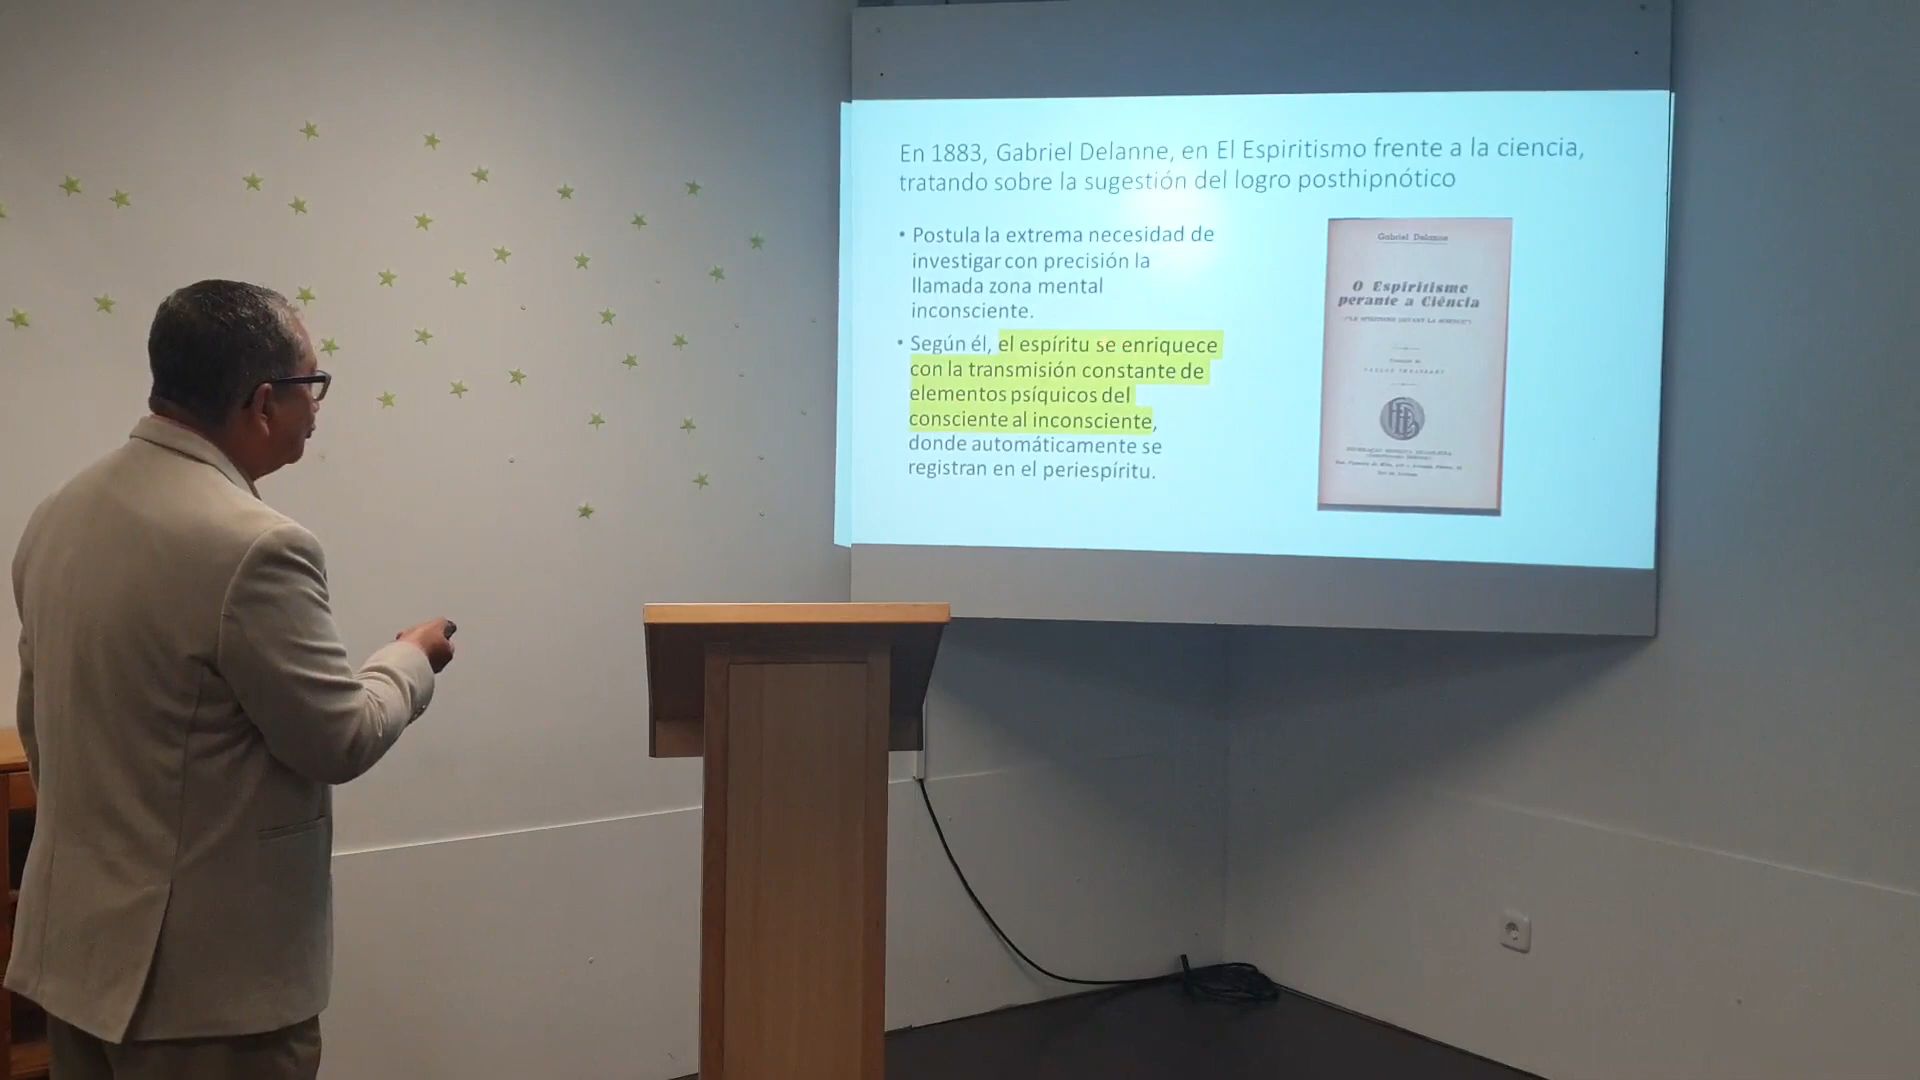 En 1883, Gabriel Delanne, en El Espiritismo frente a la ciencia,
tratando sobre la sugestión del logro posthipnótico
• Postula la extrema necesidad de
investigar con precisión la
llamada zona mental
inconsciente.
• Según él, el espíritu se enriquece
con la transmisión constante de
elementos psíquicos del
consciente al inconsciente,
donde automáticamente se
registran en el periespíritu.
Gabriel Delanne
O Espiritismo
perante a Ciência